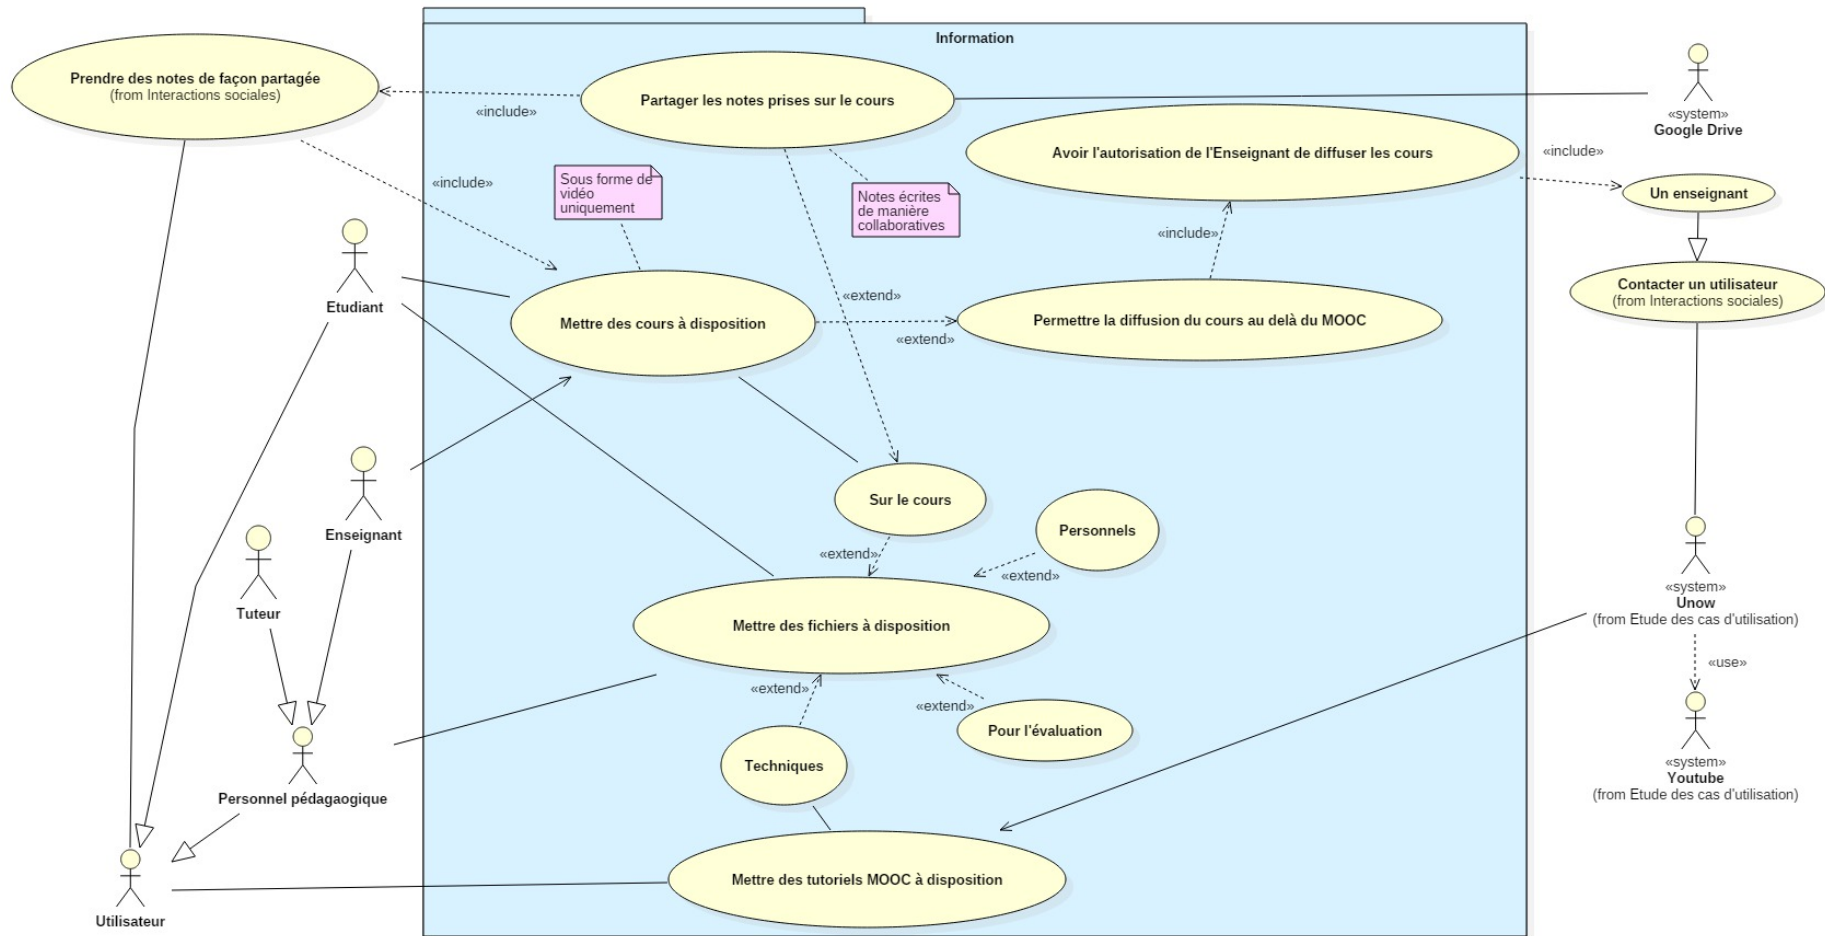 Information
Prendre des notes de façon partagée
(from Interactions sociales)
«include»
Partager les notes prises sur le cours
«system»
Google Drive
Avoir l'autorisation de l'Enseignant de diffuser les cours
«include»
«include»
Sous forme de
vidéo
uniquement
Notes écrites
de manière
collaboratives
Un enseignant
«include»
Etudiant
«extend»
Contacter un utilisateur
(from Interactions sociales)
Mettre des cours à disposition
«extend»
Permettre la diffusion du cours au delà du MOOC
Enseignant
Sur le cours
Personnels
«extend»
«extend»
Tuteur
«system»
Unow
(from Etude des cas d'utilisation)
Mettre des fichiers à disposition
«use»
«extend»
«extend»
Pour l'évaluation
Techniques
«system»
Youtube
(from Etude des cas d'utilisation)
Personnel pédagaogique
Mettre des tutoriels MOOC à disposition
Utilisateur